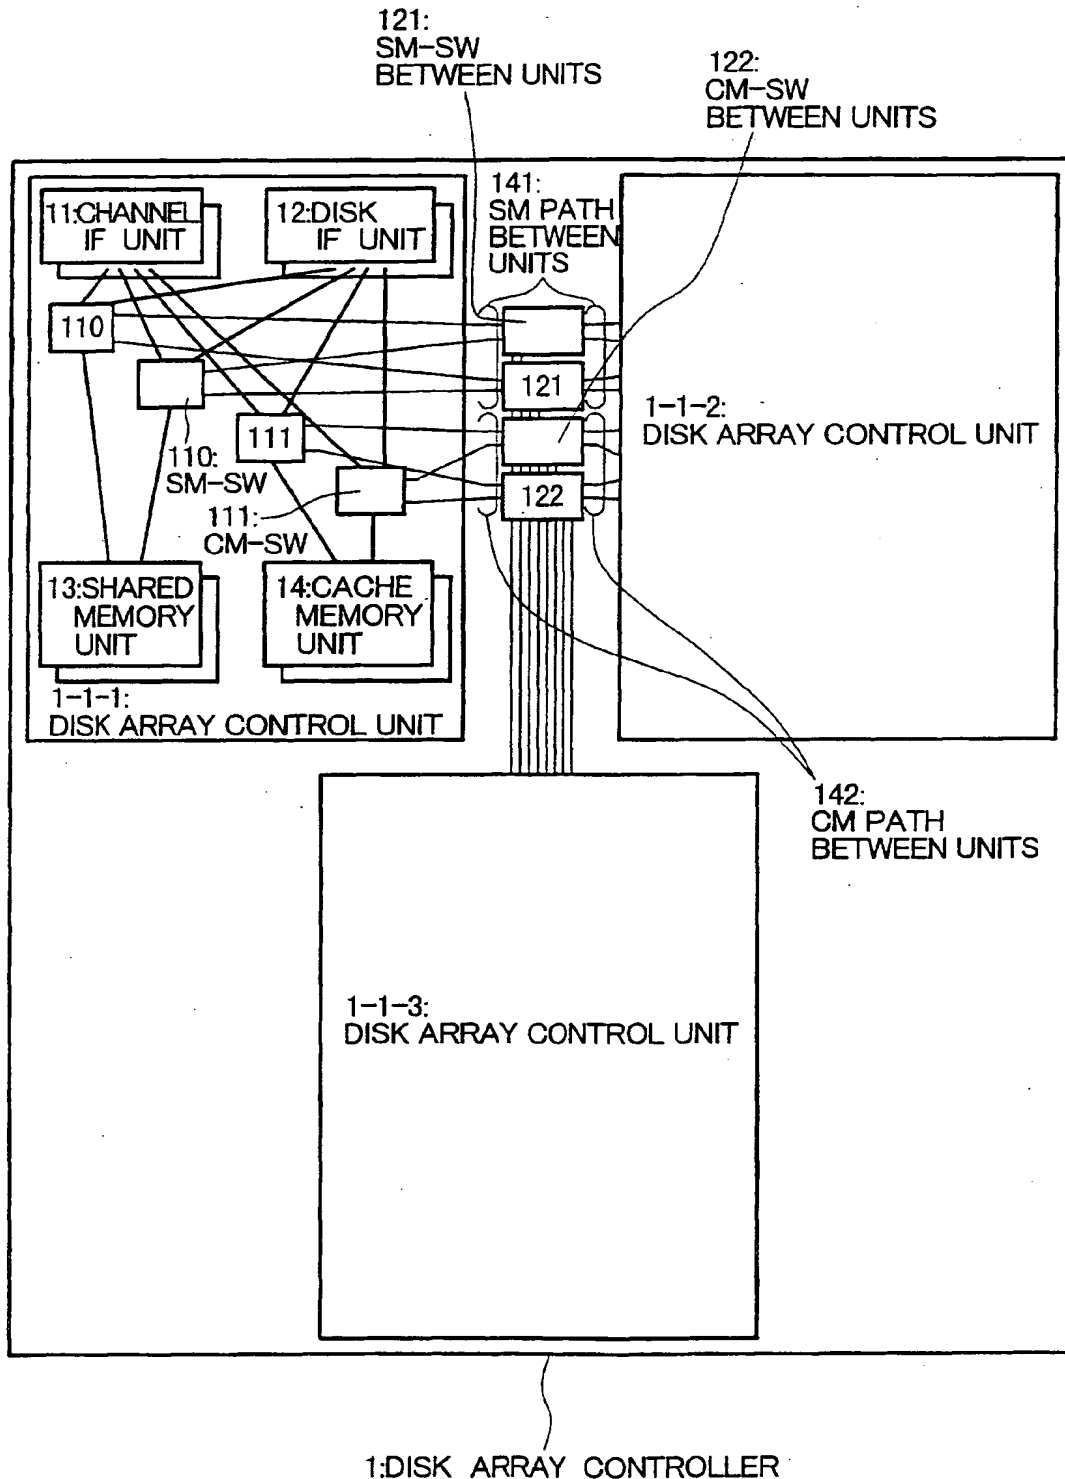 121:
SM-SW
BETWEEN UNITS
122:
CM-SW
BETWEEN UNITS
11:CHANNEL
IF UNIT
12:DISK
IF UNIT
141:
SM PATH
BETWEEN
UNITS
110
121
111
122
110:
SM-SW
111:
CM-SW
1-1-2:
DISK ARRAY CONTROL UNIT
13:SHARED
MEMORY
UNIT
14:CACHE
MEMORY
UNIT
1-1-1:
DISK ARRAY CONTROL UNIT
142:
CM PATH
BETWEEN UNITS
1-1-3:
DISK ARRAY CONTROL UNIT
1:DISK ARRAY CONTROLLER